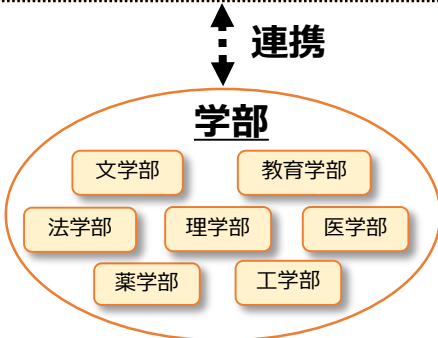 連携
学部
文学部 教育学部
法学部 理学部 医学部
薬学部 工学部